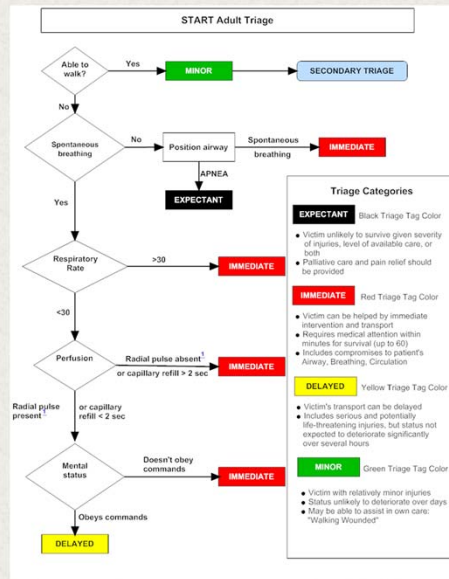 START Adult Triage
Able to
walk?
Yes
MINOR
SECONDARY TRIAGE
No
Spontaneous
breathing
No
Position airway
Spontaneous
breathing
IMMEDIATE
APNEA
EXPECTANT
Yes
Respiratory
Rate
>30
IMMEDIATE
<30
Perfusion
Radial pulse absent
or capillary refill > 2 sec
IMMEDIATE
Radial pulse
present
or capillary
refill < 2 sec
Mental
status
Doesn't obey
commands
IMMEDIATE
Obeys commands
DELAYED
Triage Categories
EXPECTANT Black Triage Tag Color
• Victim unlikely to survive given severity
of injuries, level of available care, or
both
• Palliative care and pain relief should
be provided
IMMEDIATE Red Triage Tag Color
• Victim can be helped by immediate
intervention and transport
• Requires medical attention within
minutes for survival (up to 60)
• Includes compromises to patient's
Airway, Breathing, Circulation
DELAYED Yellow Triage Tag Color
• Victim's transport can be delayed
• Includes serious and potentially
life-threatening injuries, but status not
expected to deteriorate significantly
over several hours
MINOR Green Triage Tag Color
• Victim with relatively minor injuries
• Status unlikely to deteriorate over days
• May be able to assist in own care:
"Walking Wounded"